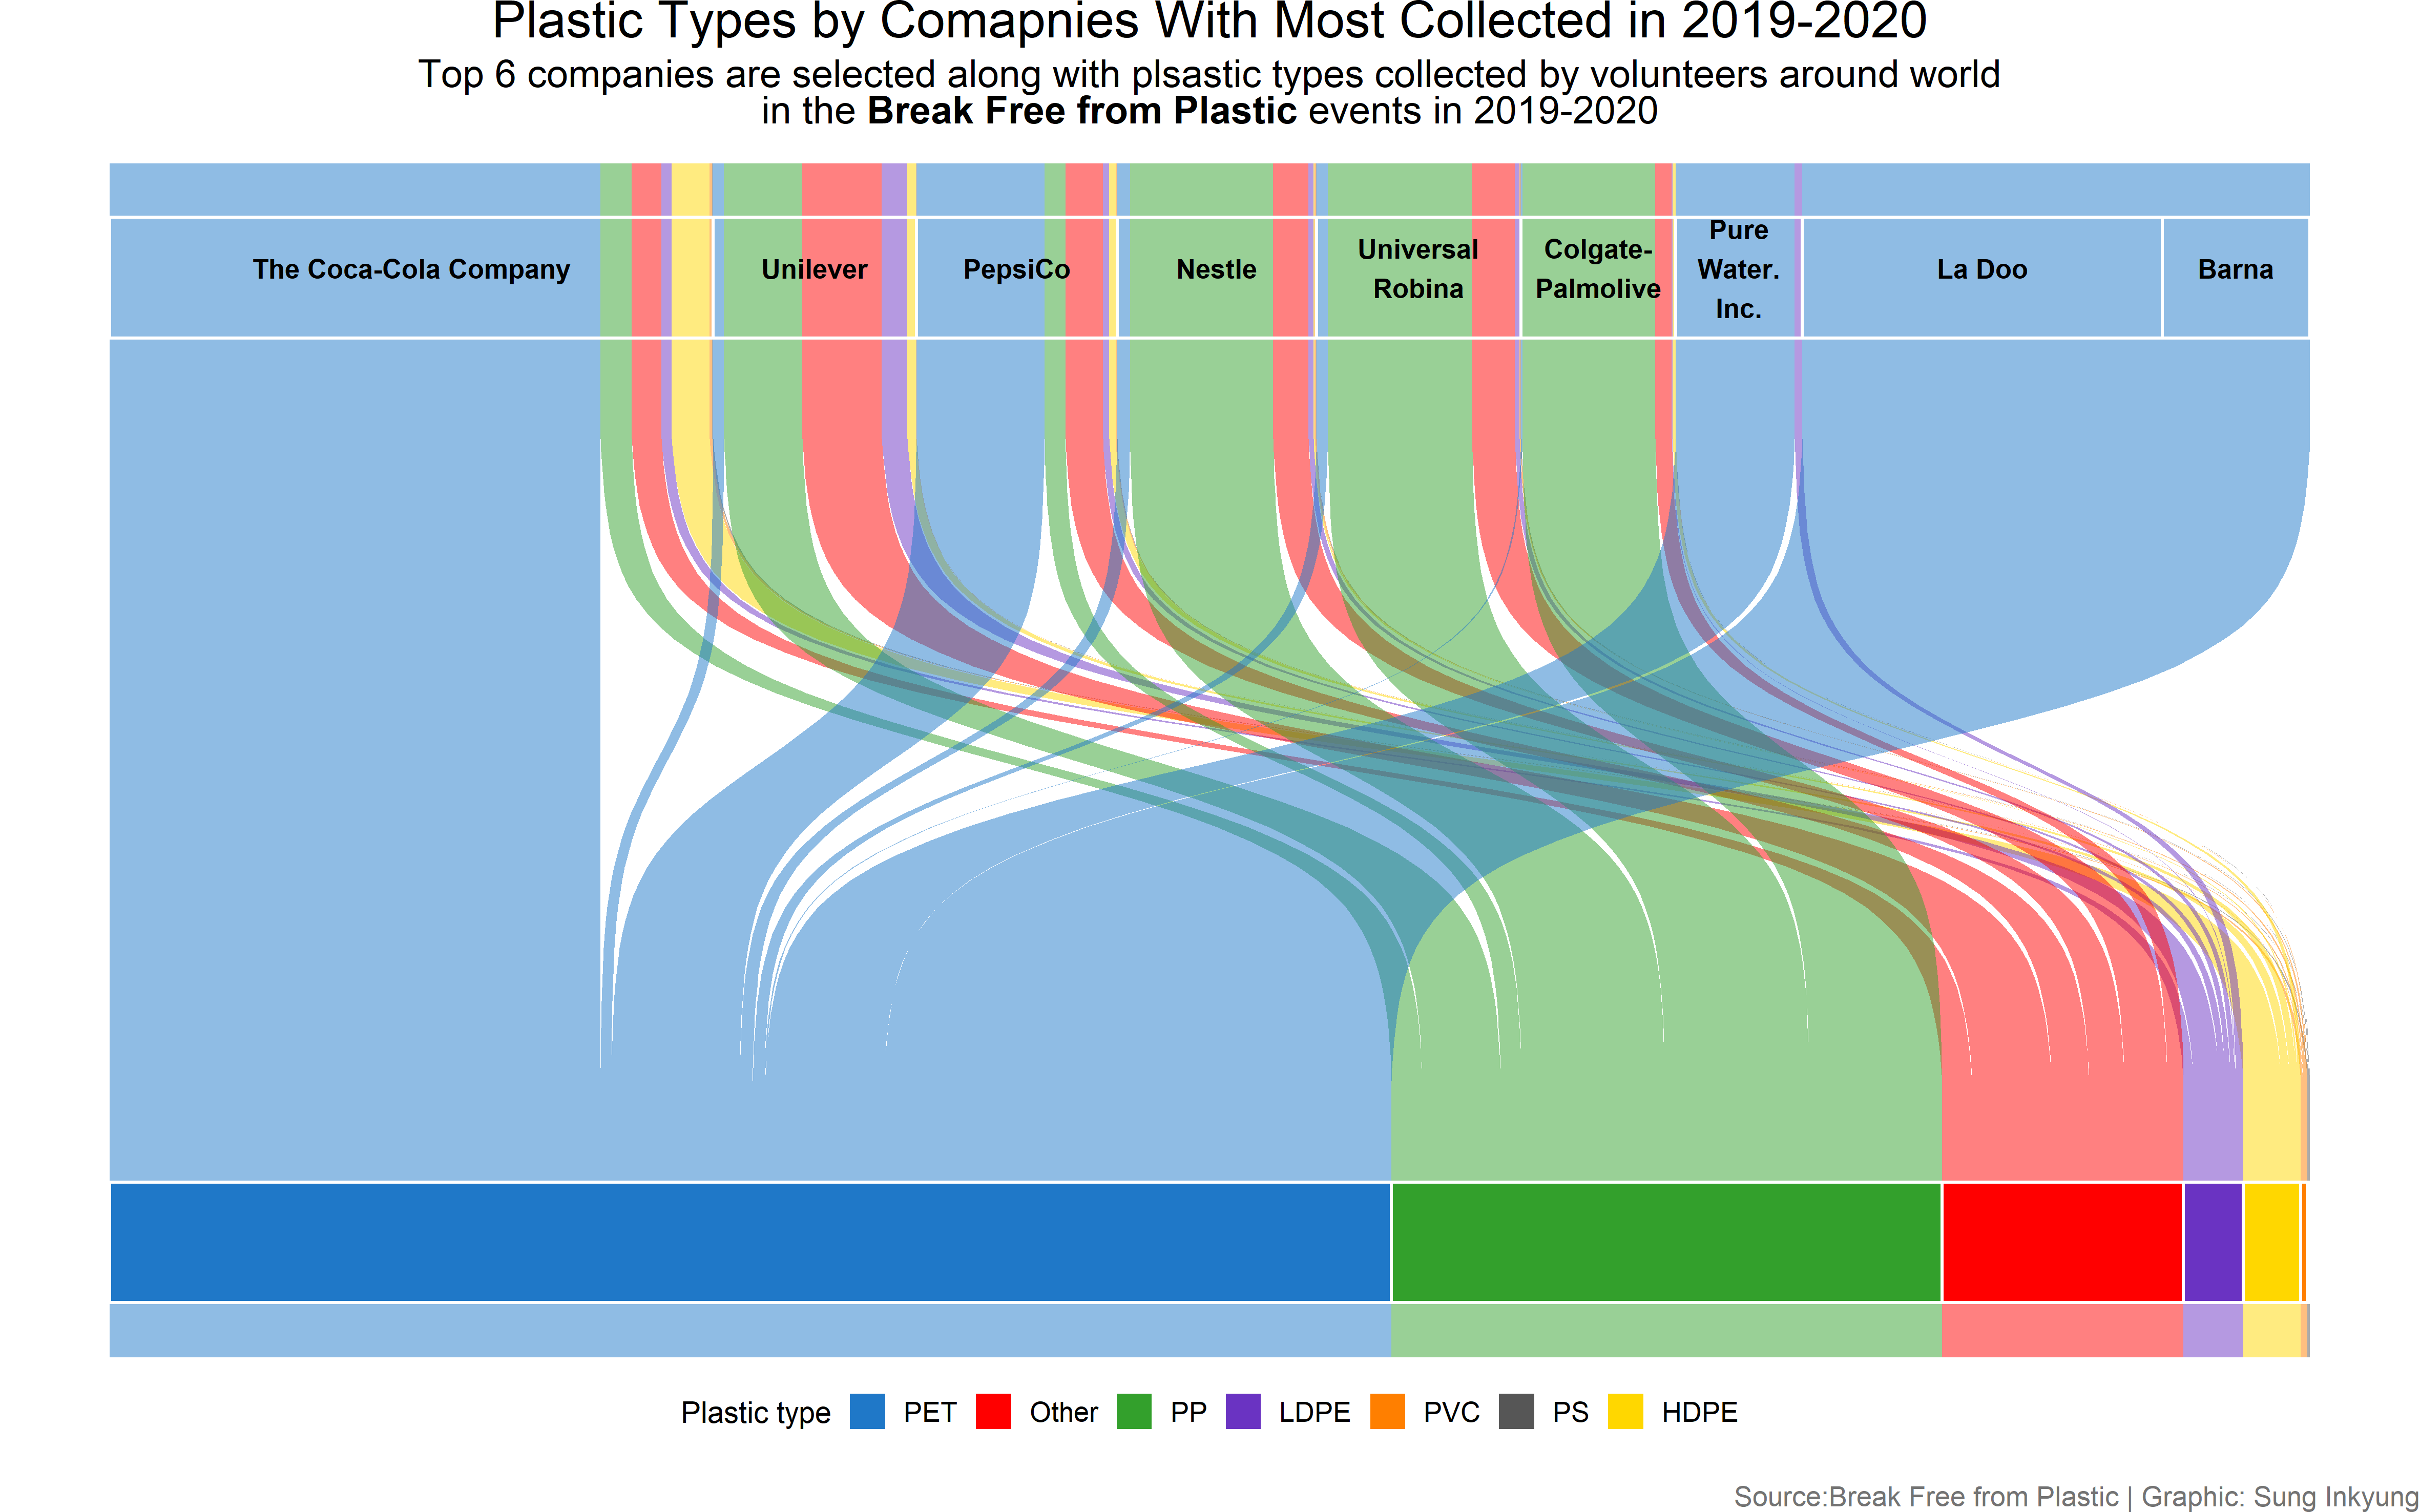 Plastic Types by Comapnies With Most Collected in 2019-2020
Top 6 companies are selected along with plsastic types collected by volunteers around world
in the Break Free from Plastic events in 2019-2020
The Coca-Cola Company
Unilever
PepsiCo
Nestle
Universal
Robina
Colgate-
Palmolive
Pure
Water.
Inc.
La Doo
Barna
Plastic type PET Other PP LDPE PVC PS HDPE
Source:Break Free from Plastic | Graphic: Sung Inkyung